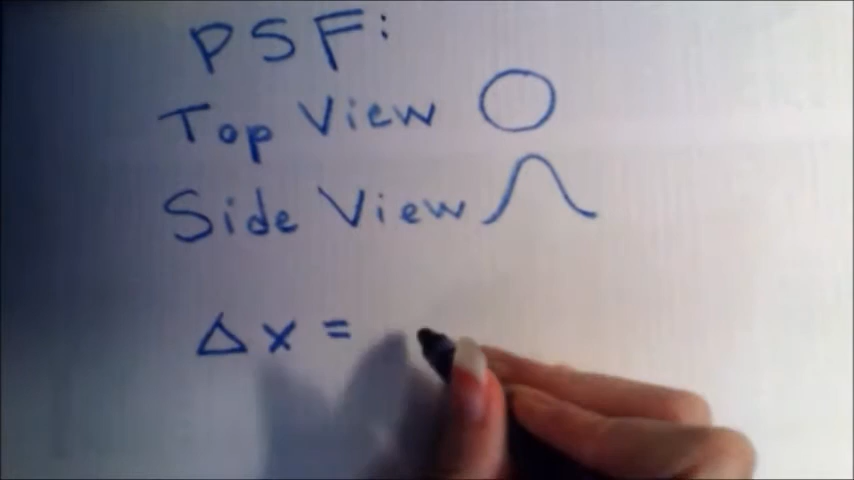 PSF:
Top View
Side View
Δx =